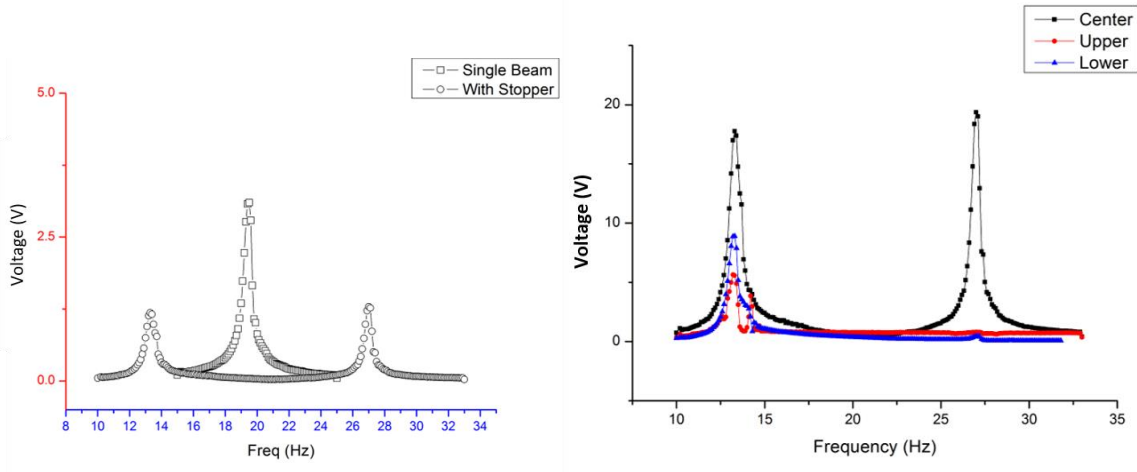 Single Beam
With Stopper
5.0
2.5
0.0
Voltage (V)
8 10 12 14 16 18 20 22 24 26 28 30 32 34
Freq (Hz)
Center
Upper
Lower
20
10
0
Voltage (V)
10 15 20 25 30
Frequency (Hz)